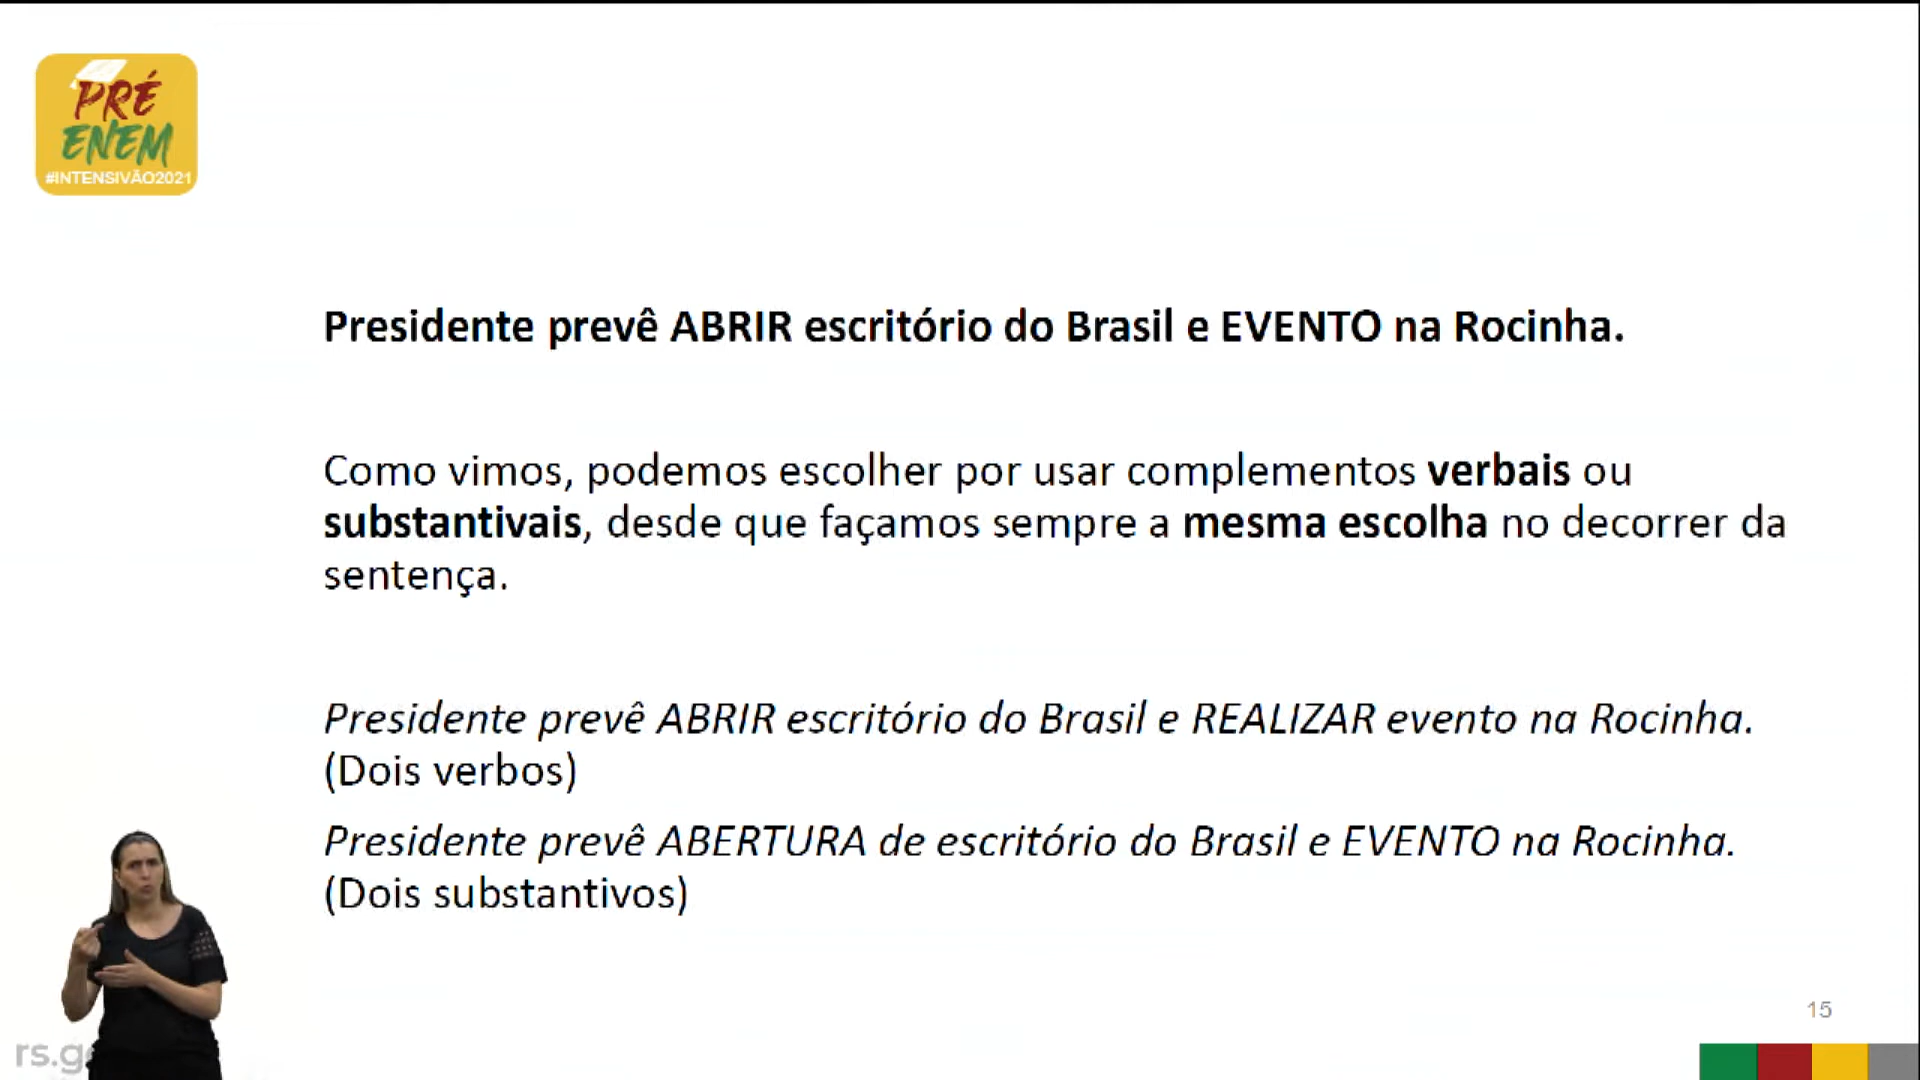 PRÉ
ENEM
#INTENSIVÃO2021
Presidente prevê ABRIR escritório do Brasil e EVENTO na Rocinha.
Como vimos, podemos escolher por usar complementos verbais ou
substantivais, desde que façamos sempre a mesma escolha no decorrer da
sentença.
Presidente prevê ABRIR escritório do Brasil e REALIZAR evento na Rocinha.
(Dois verbos)
Presidente prevê ABERTURA de escritório do Brasil e EVENTO na Rocinha.
(Dois substantivos)
15